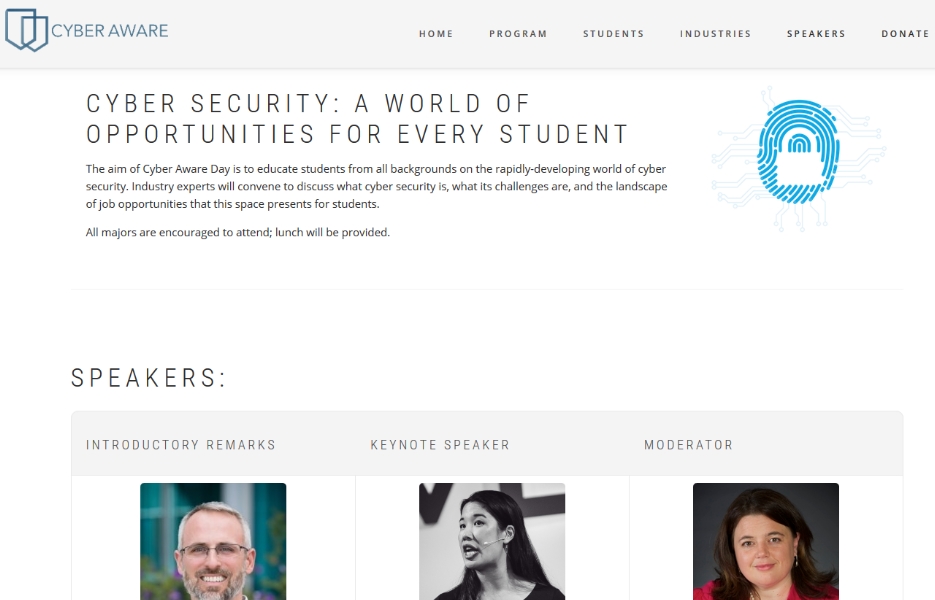 CYBER AWARE
HOME PROGRAM STUDENTS INDUSTRIES SPEAKERS DONATE
CYBER SECURITY: A WORLD OF
OPPORTUNITIES FOR EVERY STUDENT
The aim of Cyber Aware Day is to educate students from all backgrounds on the rapidly-developing world of cyber
security. Industry experts will convene to discuss what cyber security is, what its challenges are, and the landscape
of job opportunities that this space presents for students.
All majors are encouraged to attend; lunch will be provided.
SPEAKERS:
INTRODUCTORY REMARKS KEYNOTE SPEAKER MODERATOR